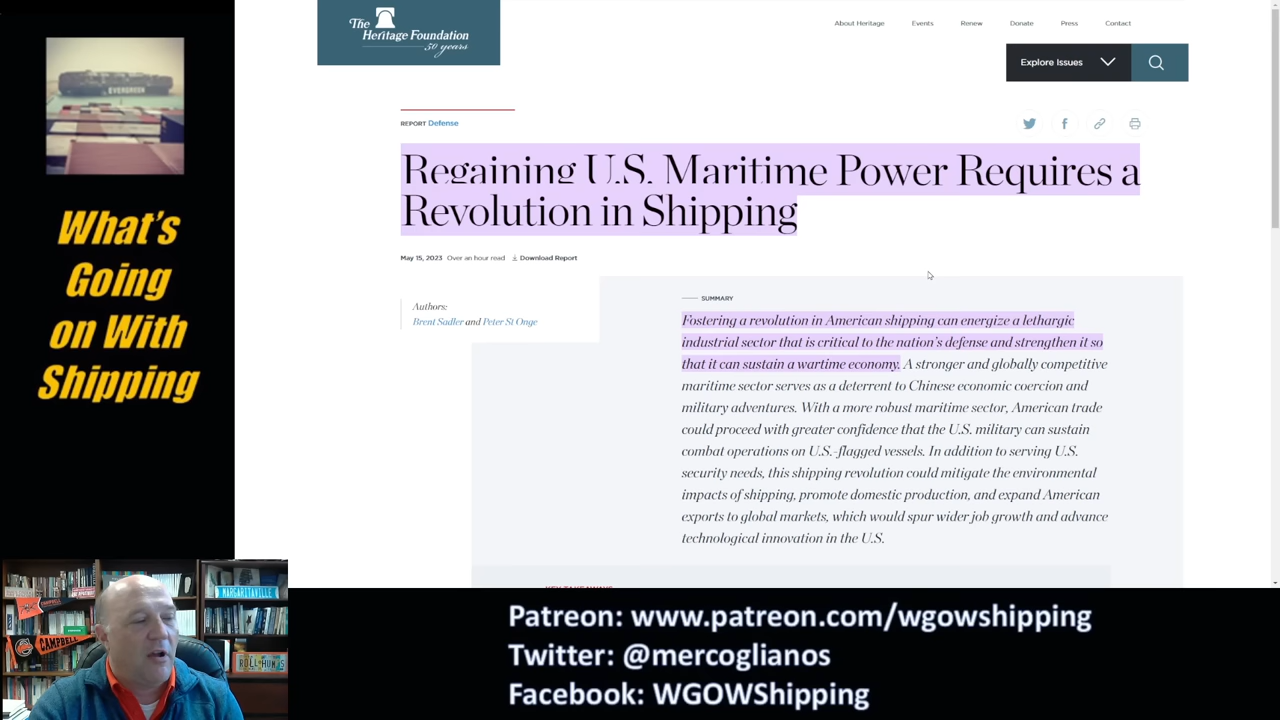 EVERGREEN
What's
Going
on With
Shipping
The
Heritage Foundation
50 years
About Heritage
Events
Renew
Donate
Press
Contact
Explore Issues
REPORT Defense
Regaining U.S. Maritime Power Requires a
Revolution in Shipping
May 15, 2023 Over an hour read Download Report
Authors:
Brent Sadler and Peter St Onge
SUMMARY
Fostering a revolution in American shipping can energize a lethargic
industrial sector that is critical to the nation's defense and strengthen it so
that it can sustain a wartime economy. A stronger and globally competitive
maritime sector serves as a deterrent to Chinese economic coercion and
military adventures. With a more robust maritime sector, American trade
could proceed with greater confidence that the U.S. military can sustain
combat operations on U.S.-flagged vessels. In addition to serving U.S.
security needs, this shipping revolution could mitigate the environmental
impacts of shipping, promote domestic production, and expand American
exports to global markets, which would spur wider job growth and advance
technological innovation in the U.S.
KEY TAKEAWAYS
MARGARITAVILLE
CAMPBELL
Patreon: www.patreon.com/wgowshipping
Twitter: @mercoglianos
Facebook: WGOWShipping